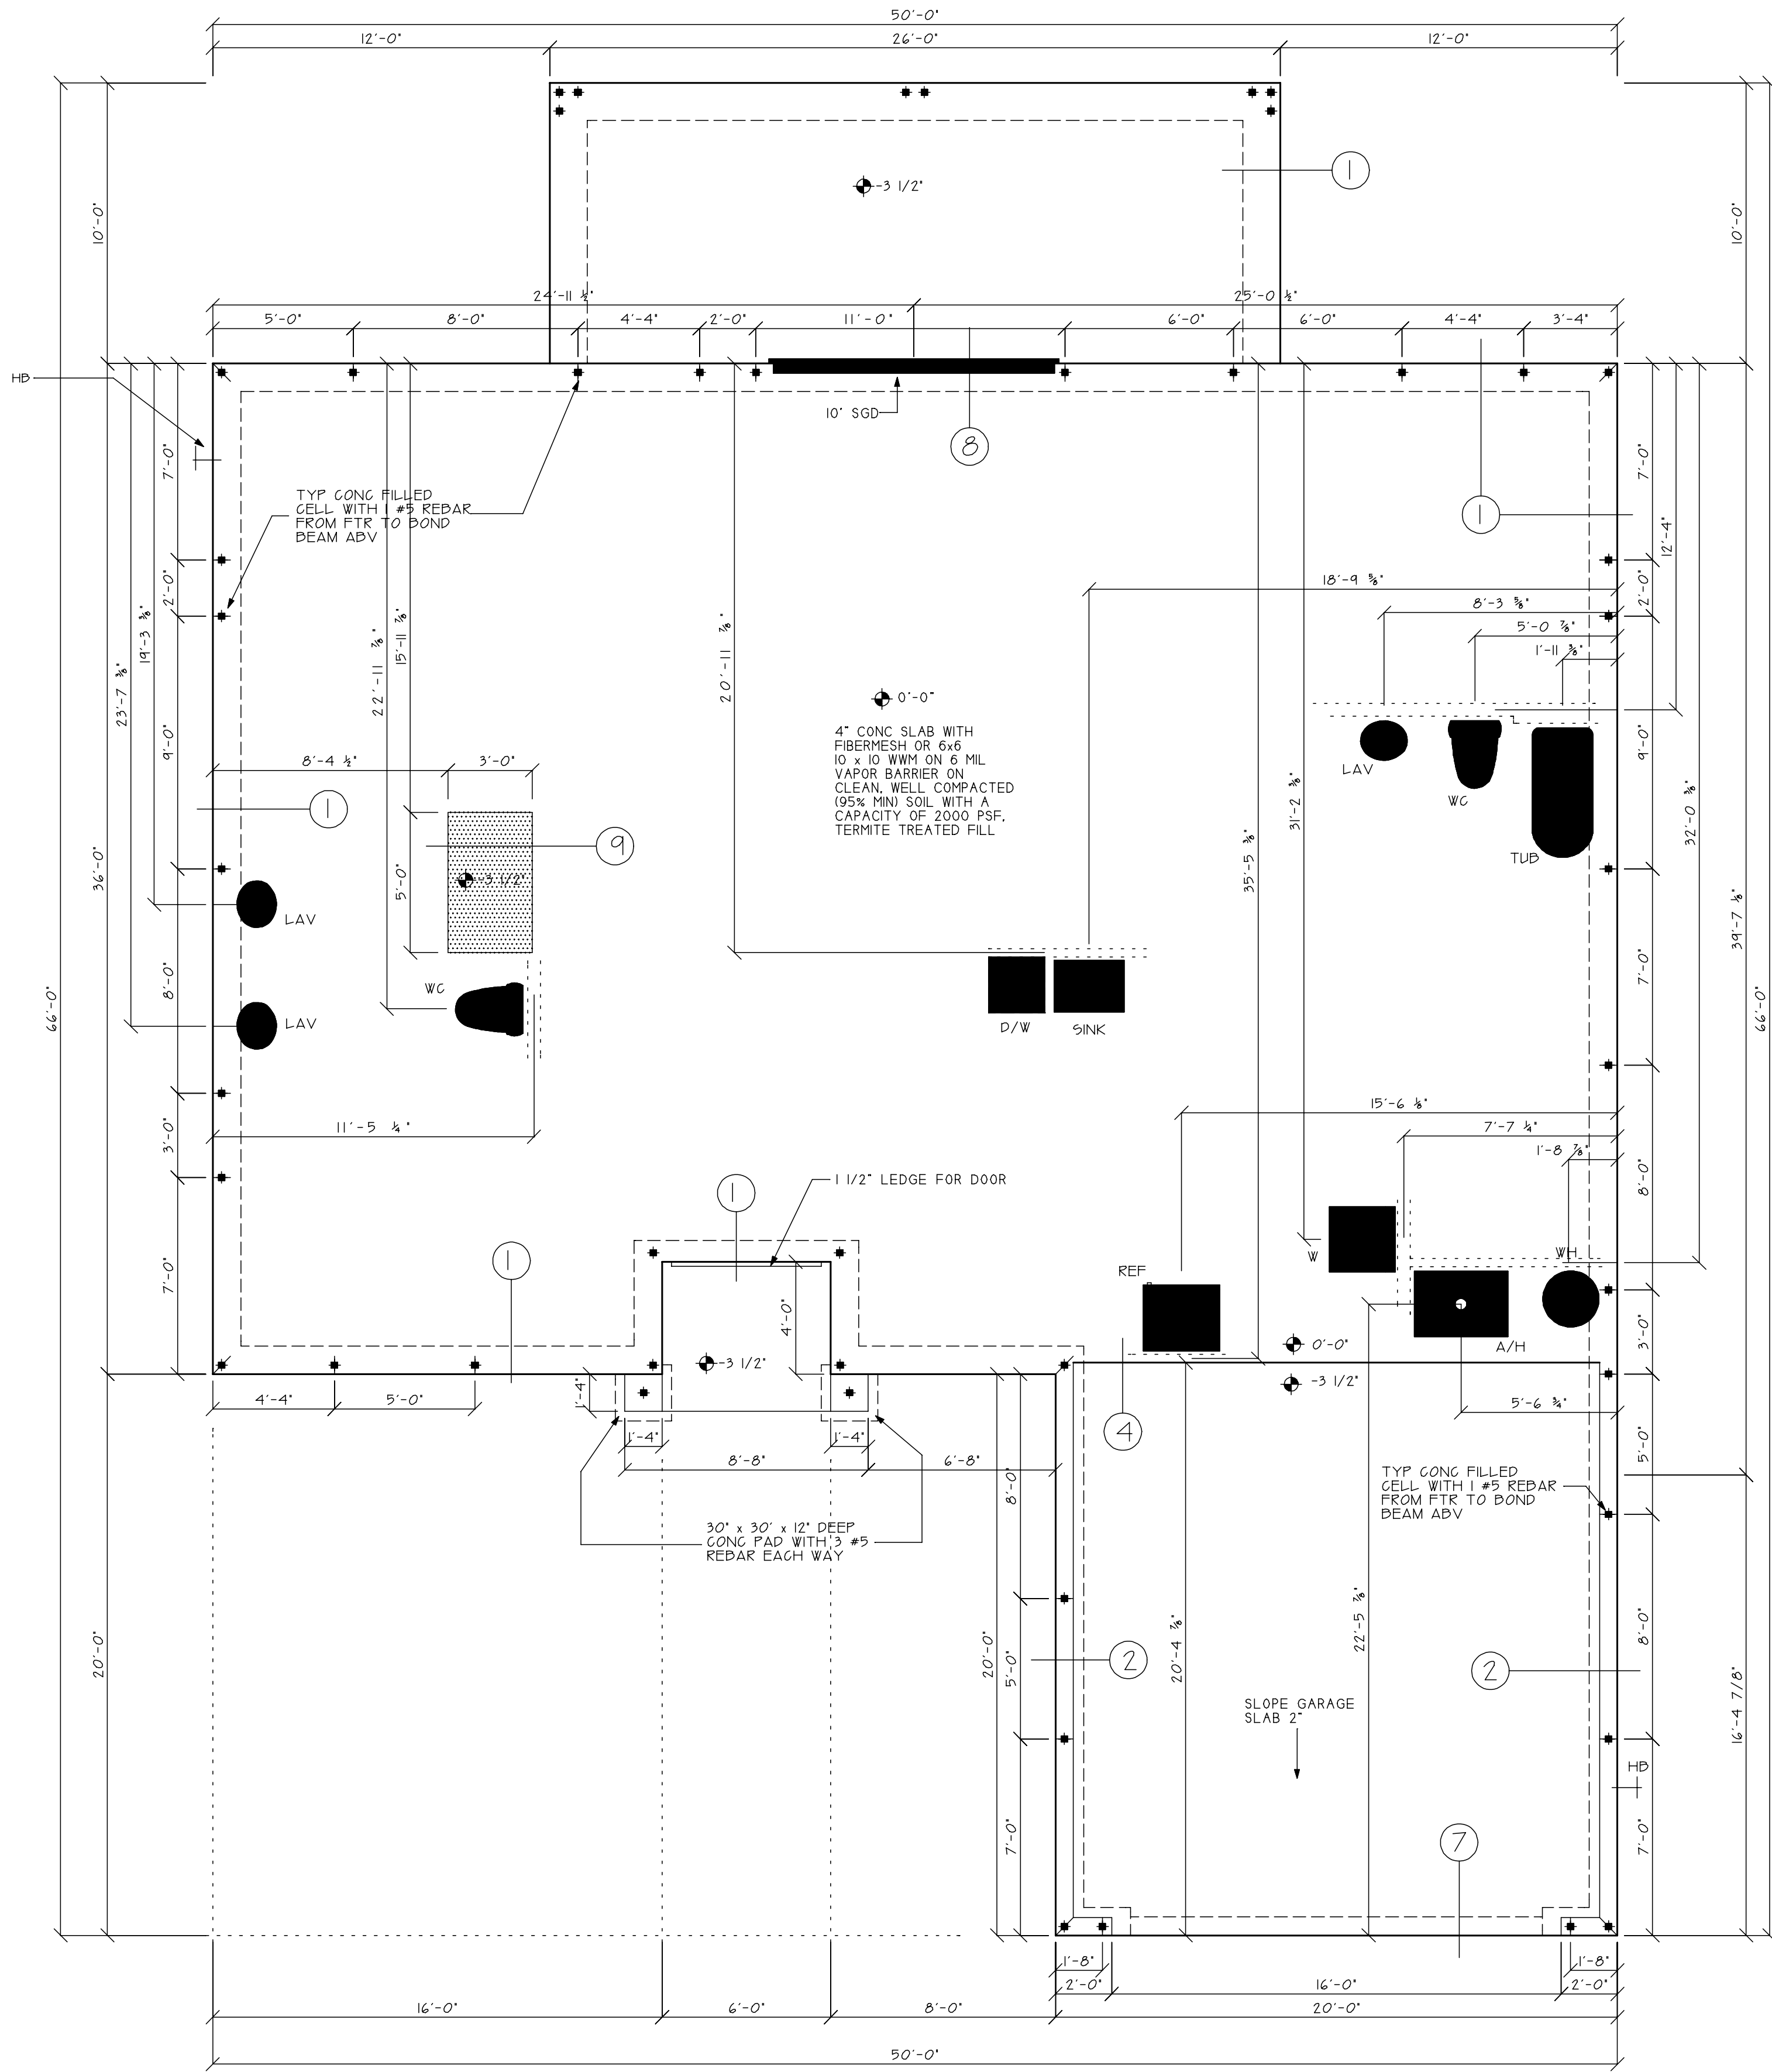 50'-0"
12'-0"
26'-0"
12'-0"
10'-0"
10'-0"
1
-3 1/2"
24'-11 ½"
25'-0 ½"
5'-0"
8'-0"
4'-4"
2'-0"
11'-0"
6'-0"
6'-0"
4'-4"
3'-4"
HB
10' SGD
8
7'-0"
7'-0"
TYP CONC FILLED
CELL WITH 1 #5 REBAR
FROM FTR TO BOND
BEAM ABV
1
12'-4"
18'-9 ⅝"
2'-0"
2'-0"
8'-3 ⅝"
5'-0 ⅞"
1'-11 ⅜"
19'-3 ⅜"
23'-7 ⅜"
22'-11 ⅞"
15'-11 ⅞"
20'-11 ⅞"
0'-0"
4" CONC SLAB WITH
FIBERMESH OR 6x6
10 x 10 WWM ON 6 MIL
VAPOR BARRIER ON
CLEAN, WELL COMPACTED
(95% MIN) SOIL WITH A
CAPACITY OF 2000 PSF,
TERMITE TREATED FILL
9'-0"
9'-0"
8'-4 ½"
3'-0"
LAV
WC
TUB
1
9
31'-2 ⅜"
32'-0 ⅜"
35'-5 ⅜"
36'-0"
5'-0"
-3 1/2"
LAV
39'-7 ⅛"
8'-0"
7'-0"
WC
LAV
D/W
SINK
66'-0"
66'-0"
15'-6 ⅛"
11'-5 ¼"
7'-7 ¼"
3'-0"
1'-8 ⅞"
8'-0"
1
1 1/2" LEDGE FOR DOOR
7'-0"
1
W
WH
REF
4'-0"
0'-0"
A/H
3'-0"
-3 1/2"
-3 1/2"
1'-4"
4'-4"
5'-0"
5'-6 ¾"
4
1'-4"
1'-4"
8'-8"
6'-8"
5'-0"
8'-0"
TYP CONC FILLED
CELL WITH 1 #5 REBAR
FROM FTR TO BOND
BEAM ABV
30" x 30' x 12" DEEP
CONC PAD WITH 3 #5
REBAR EACH WAY
20'-0"
20'-0"
5'-0"
2
20'-4 ⅞"
22'-5 ⅞"
2
8'-0"
16'-4 7/8"
SLOPE GARAGE
SLAB 2"
HB
7'-0"
7
7'-0"
1'-8"
1'-8"
2'-0"
16'-0"
2'-0"
16'-0"
6'-0"
8'-0"
20'-0"
50'-0"